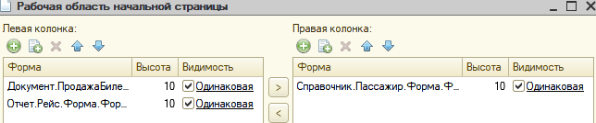 Рабочая область начальной страницы
Левая колонка:
Форма Высота Видимость
Документ.ПродажаБиле... 10 Одинаковая
Отчет.Рейс.Форма.Фор... 10 Одинаковая
>
<
Правая колонка:
Форма Высота Видимость
Справочник.Пассажир.Форма.Ф... 10 Одинаковая